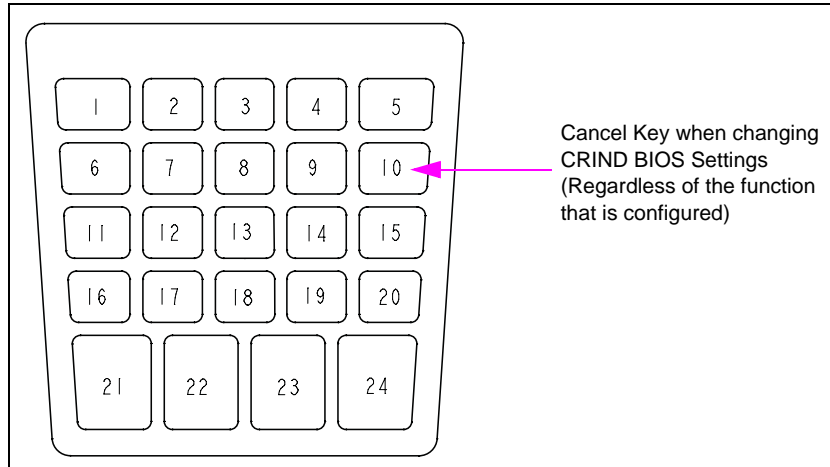 1 2 3 4 5
6 7 8 9 10
Cancel Key when changing
CRIND BIOS Settings
(Regardless of the function
that is configured)
11 12 13 14 15
16 17 18 19 20
21 22 23 24